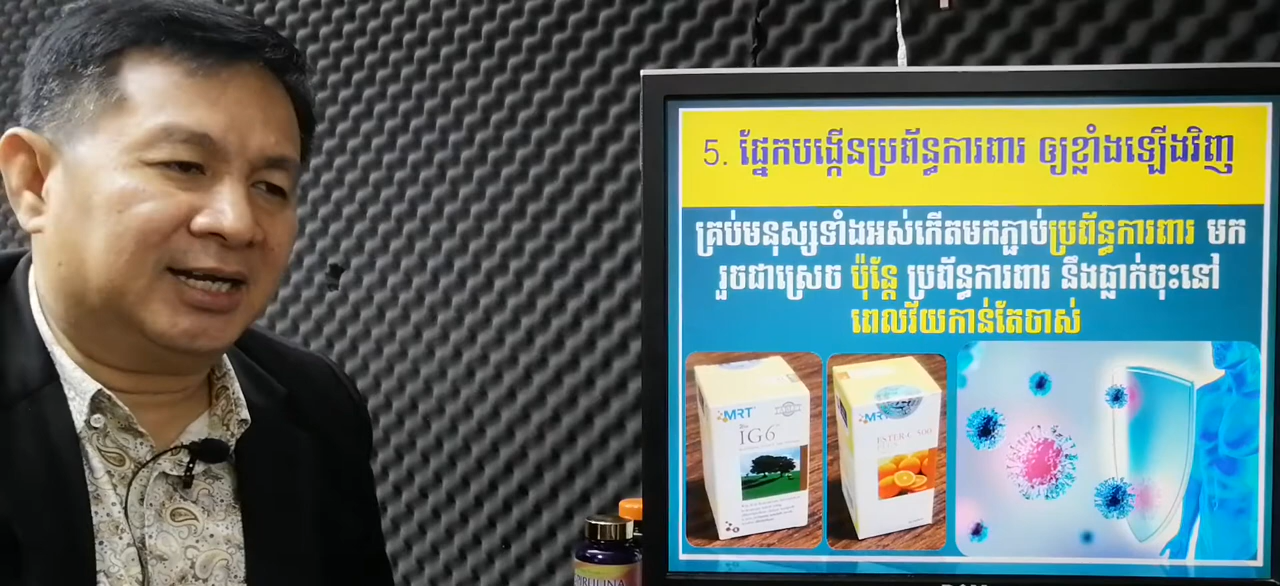 5. ផ្នែកបង្កើនប្រព័ន្ធការពារ ឲ្យខ្លាំងឡើងវិញ
គ្រប់មនុស្សទាំងអស់កើតមកភ្ជាប់ប្រព័ន្ធការពារ មក
រួចជាស្រេច ប៉ុន្តែ ប្រព័ន្ធការពារ នឹងធ្លាក់ចុះនៅ
ពេលវ័យកាន់តែចាស់
MRT
IG6
MRT
ESTER-C 500